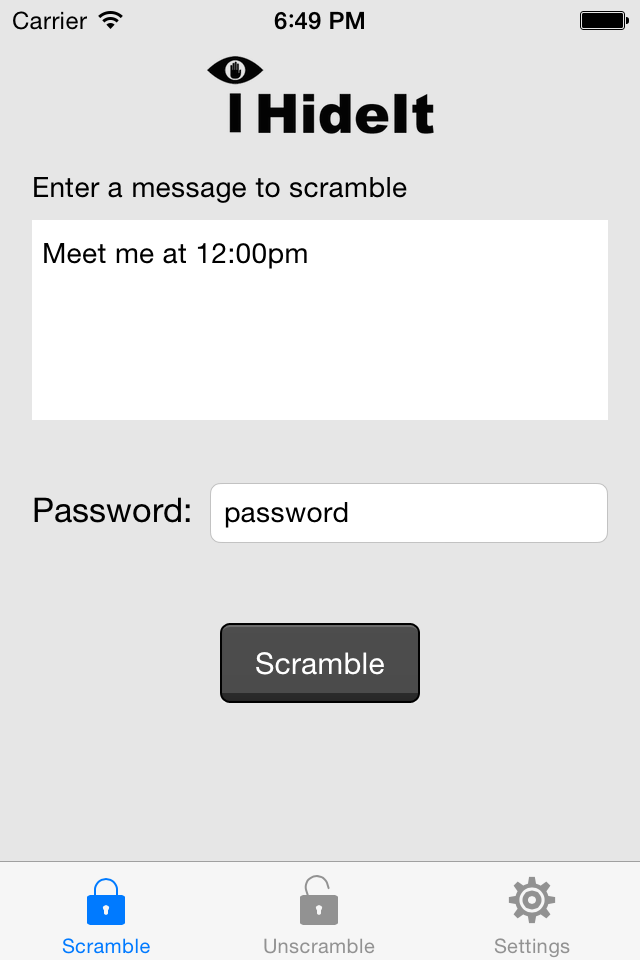 Carrier 6:49 PM
I HideIt
Enter a message to scramble
Meet me at 12:00pm
Password: password
Scramble
Scramble Unscramble Settings